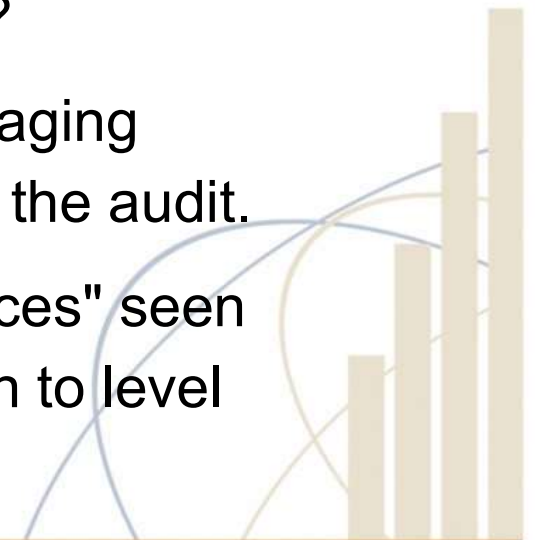 ?
aging
the audit.
ces" seen
n to level